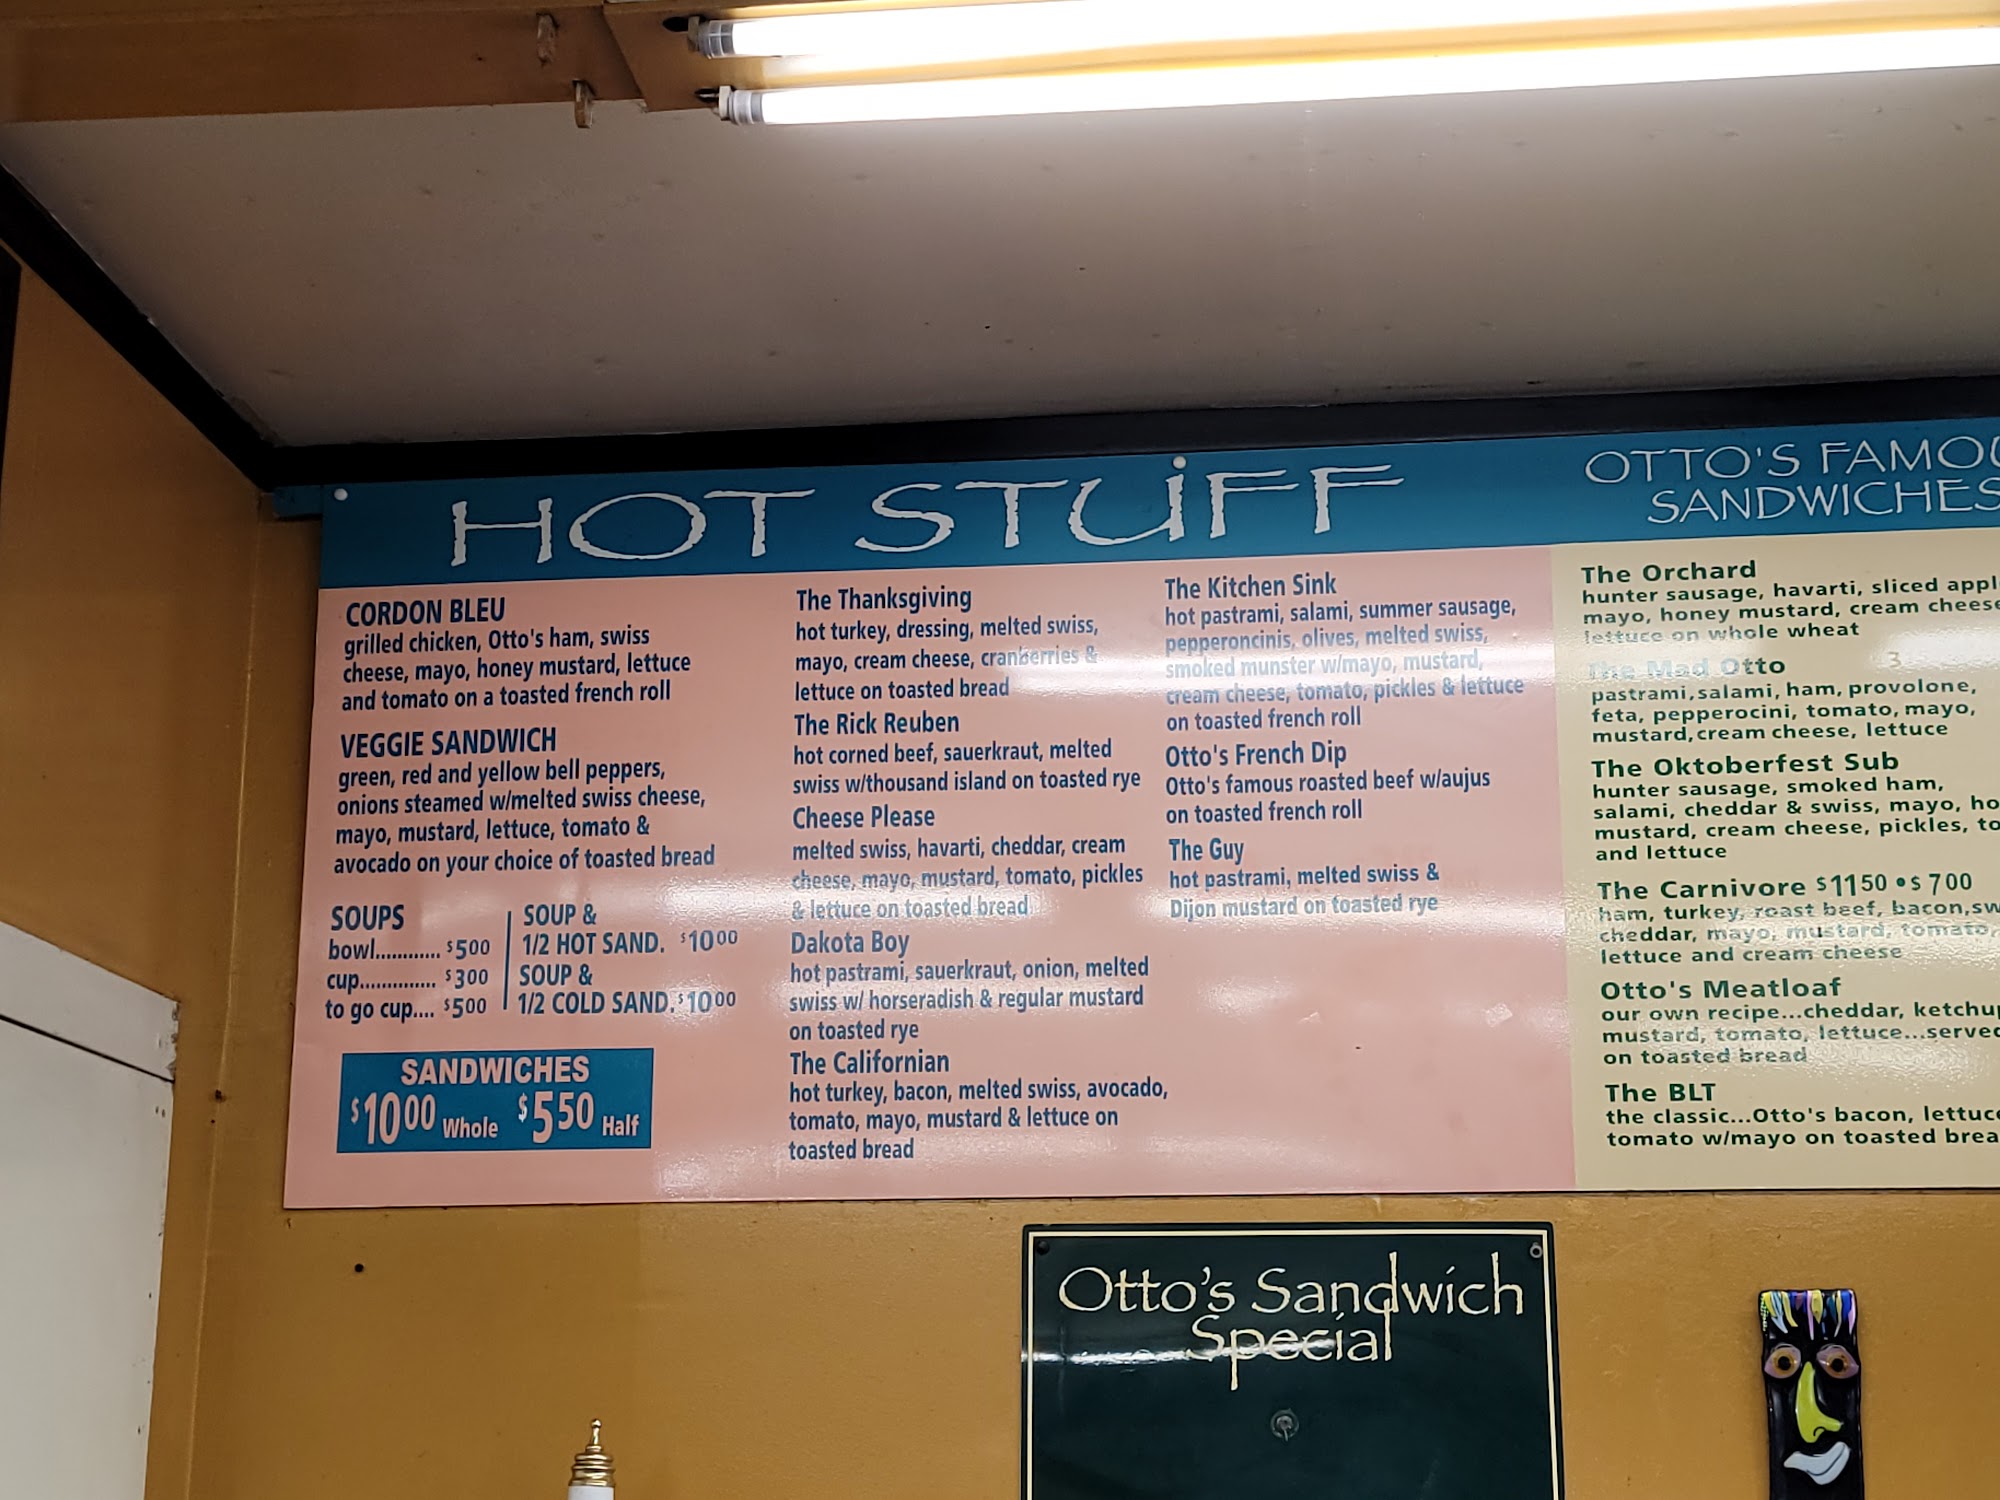 HOT STUFF
CORDON BLEU
grilled chicken, Otto's ham, swiss
cheese, mayo, honey mustard, lettuce
and tomato on a toasted french roll
VEGGIE SANDWICH
green, red and yellow bell peppers,
onions steamed w/melted swiss cheese,
mayo, mustard, lettuce, tomato &
avocado on your choice of toasted bread
SOUPS
bowl............ $500
cup.............. $300
to go cup.... $500
SOUP &
1/2 HOT SAND. $1000
SOUP &
1/2 COLD SAND. $1000
SANDWICHES
$1000 Whole $550 Half
The Thanksgiving
hot turkey, dressing, melted swiss,
mayo, cream cheese, cranberries &
lettuce on toasted bread
The Rick Reuben
hot corned beef, sauerkraut, melted
swiss w/thousand island on toasted rye
Cheese Please
melted swiss, havarti, cheddar, cream
cheese, mayo, mustard, tomato, pickles
& lettuce on toasted bread
Dakota Boy
hot pastrami, sauerkraut, onion, melted
swiss w/ horseradish & regular mustard
on toasted rye
The Californian
hot turkey, bacon, melted swiss, avocado,
tomato, mayo, mustard & lettuce on
toasted bread
The Kitchen Sink
hot pastrami, salami, summer sausage,
pepperoncinis, olives, melted swiss,
smoked munster w/mayo, mustard,
cream cheese, tomato, pickles & lettuce
on toasted french roll
Otto's French Dip
Otto's famous roasted beef w/aujus
on toasted french roll
The Guy
hot pastrami, melted swiss &
Dijon mustard on toasted rye
OTTO'S FAMOU
SANDWICHES
The Orchard
hunter sausage, havarti, sliced appl
mayo, honey mustard, cream cheese
lettuce on whole wheat
The Mad Otto
pastrami, salami, ham, provolone,
feta, pepperocini, tomato, mayo,
mustard, cream cheese, lettuce
The Oktoberfest Sub
hunter sausage, smoked ham,
salami, cheddar & swiss, mayo, ho
mustard, cream cheese, pickles, to
and lettuce
The Carnivore $1150 • $700
ham, turkey, roast beef, bacon, sw
cheddar, mayo, mustard, tomato,
lettuce and cream cheese
Otto's Meatloaf
our own recipe...cheddar, ketchup
mustard, tomato, lettuce...served
on toasted bread
The BLT
the classic...Otto's bacon, lettuce
tomato w/mayo on toasted brea
Otto's Sandwich
Special